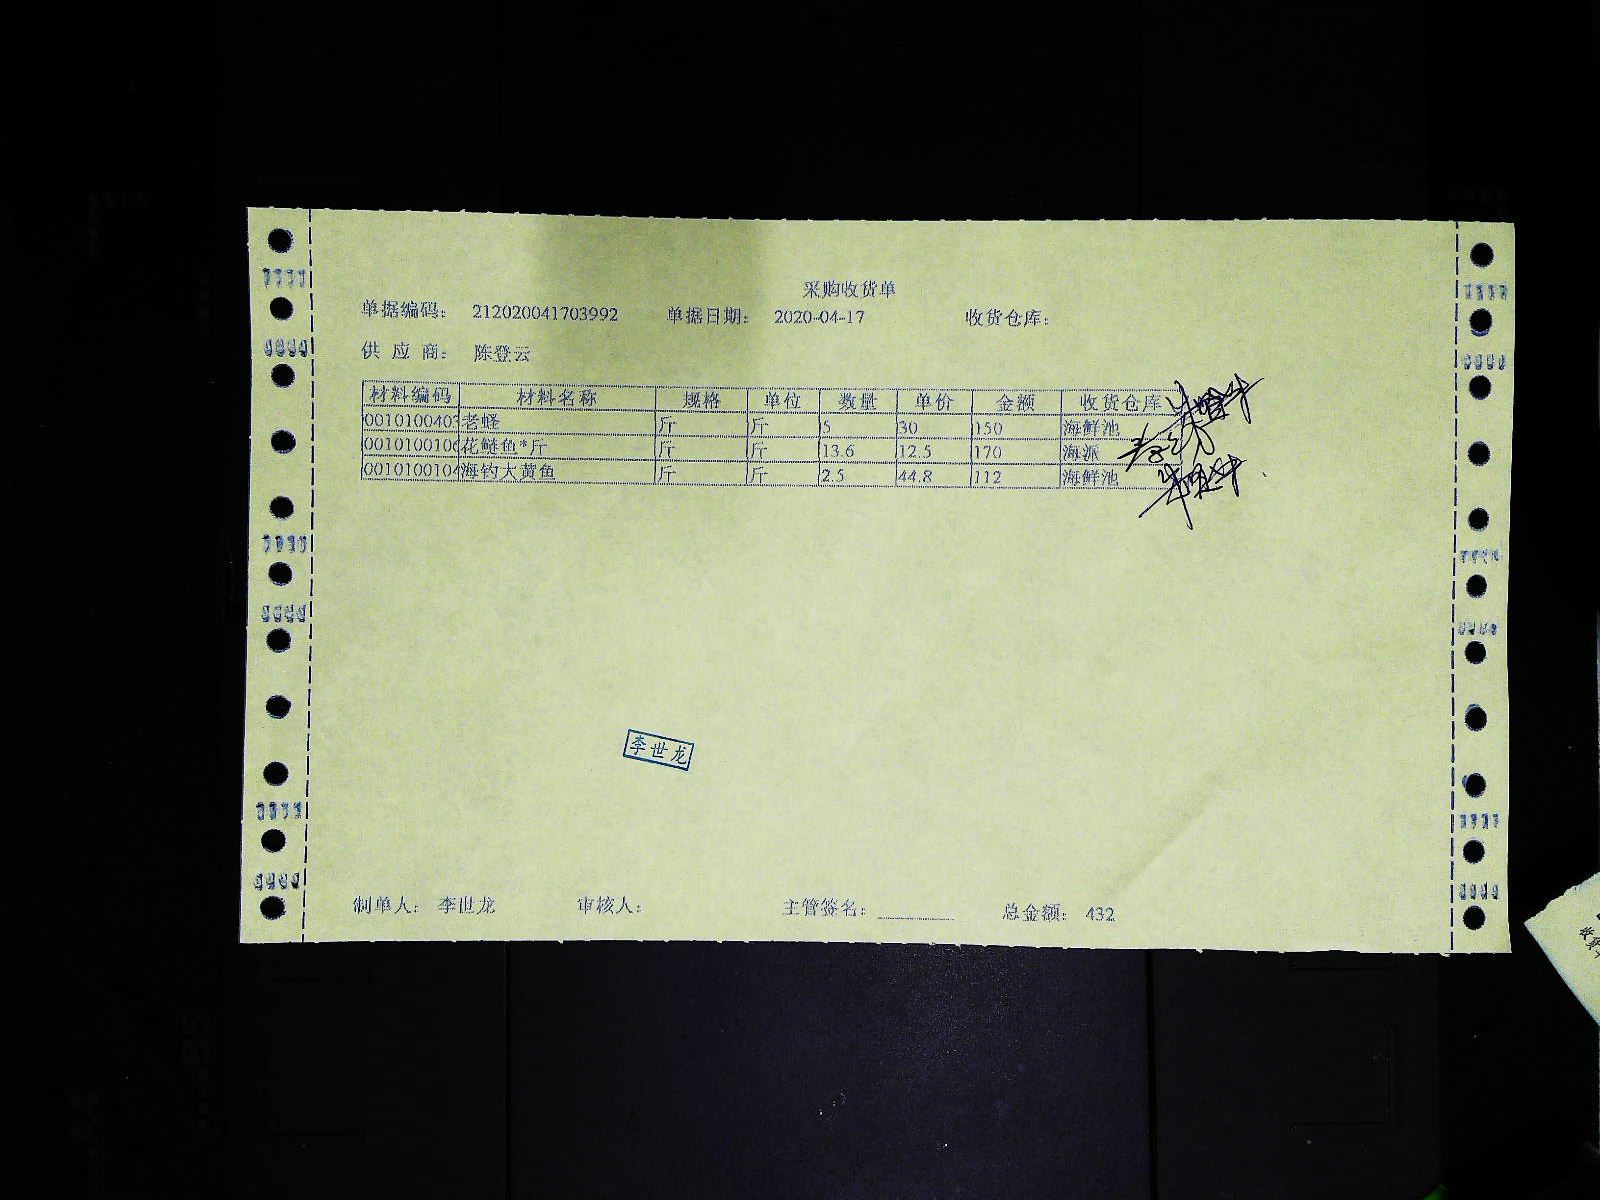 采购收货单
单据编码： 212020041703992 单据日期： 2020-04-17 收货仓库：
供 应 商： 陈登云
材料编码 材料名称 规格 单位 数量 单价 金额 收货仓库
0010100403 老蛏 斤 斤 5 30 150 海鲜池
001010010 花鲢鱼*斤 斤 斤 13.6 12.5 170 海派
0010100104 海钓大黄鱼 斤 斤 2.5 44.8 112 海鲜池
李世龙
制单人： 李世龙 审核人： 主管签名： 总金额： 432